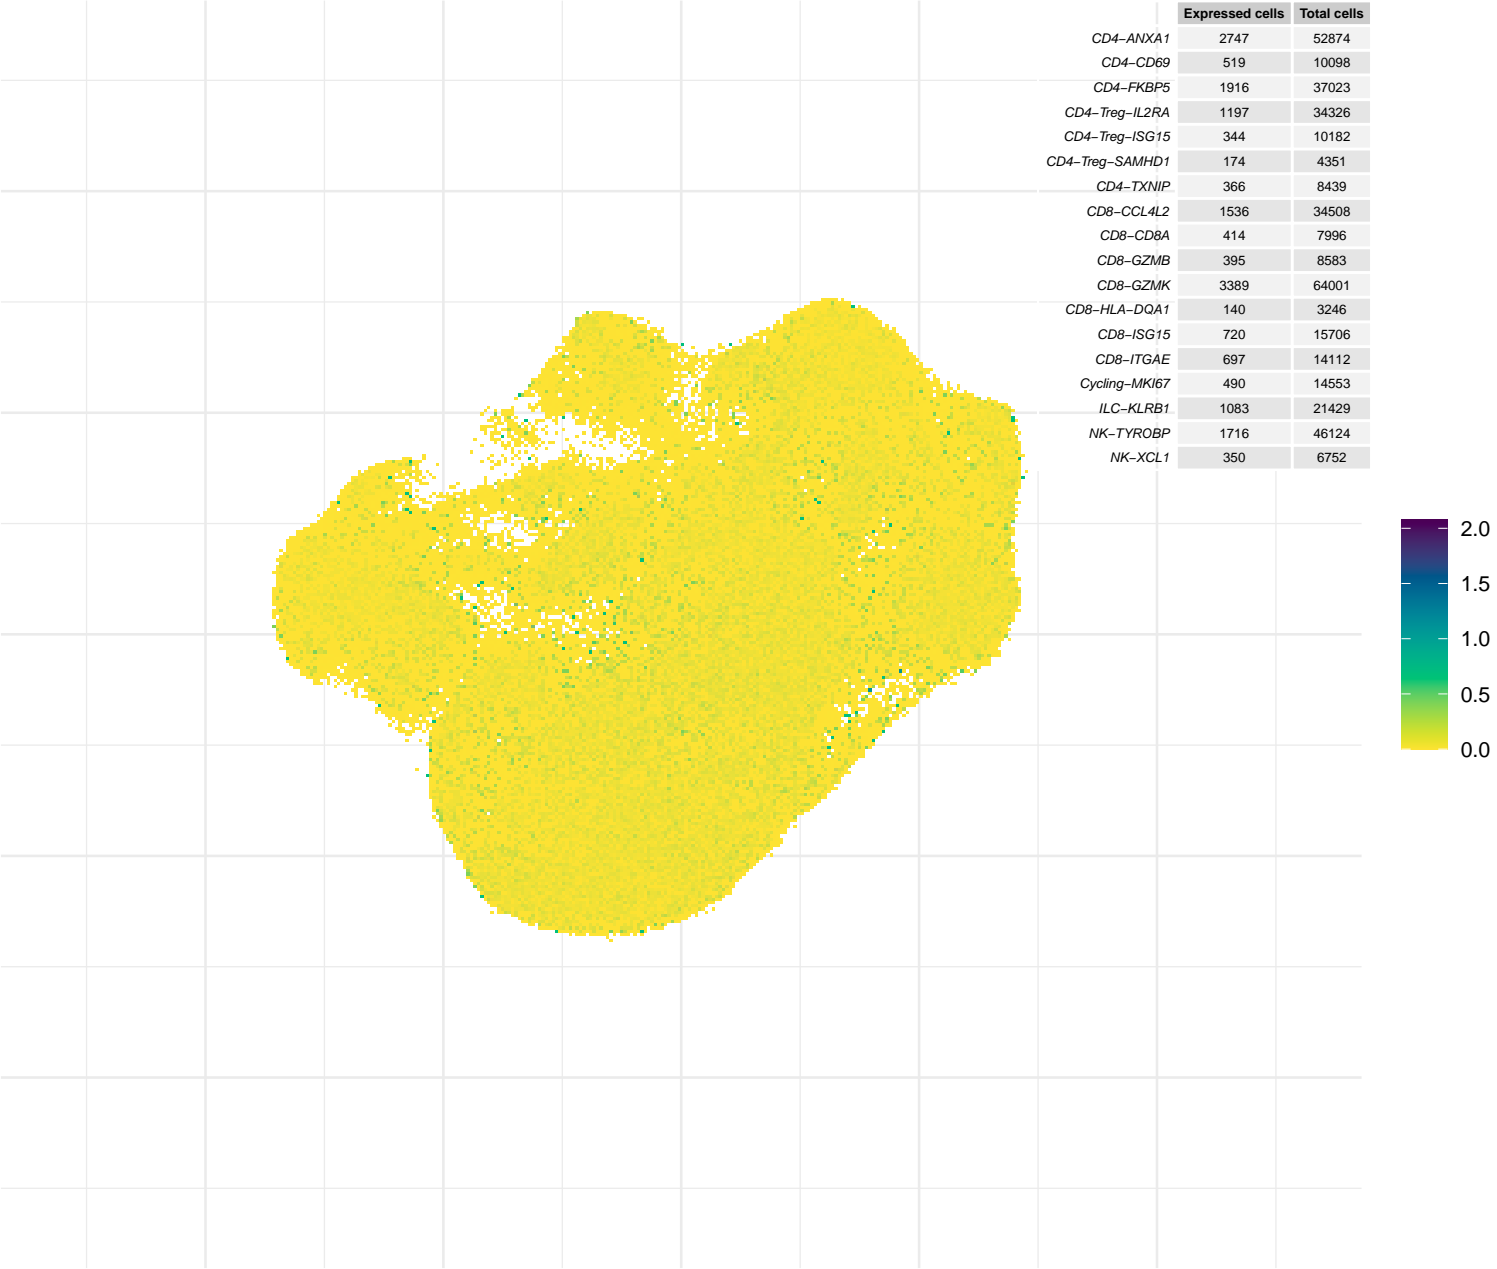 Expressed cells Total cells
CD4−ANXA1 2747 52874
CD4−CD69 519 10098
CD4−FKBP5 1916 37023
CD4−Treg−IL2RA 1197 34326
CD4−Treg−ISG15 344 10182
CD4−Treg−SAMHD1 174 4351
CD4−TXNIP 366 8439
CD8−CCL4L2 1536 34508
CD8−CD8A 414 7996
CD8−GZMB 395 8583
CD8−GZMK 3389 64001
CD8−HLA−DQA1 140 3246
CD8−ISG15 720 15706
CD8−ITGAE 697 14112
Cycling−MKI67 490 14553
ILC−KLRB1 1083 21429
NK−TYROBP 1716 46124
NK−XCL1 350 6752
2.0
1.5
1.0
0.5
0.0